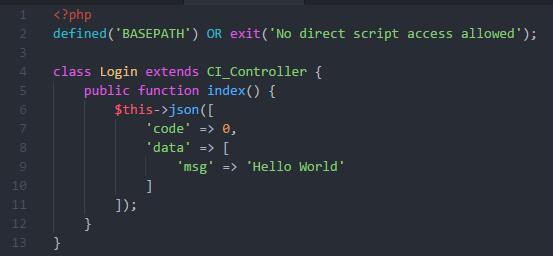 1 <?php
2 defined('BASEPATH') OR exit('No direct script access allowed');
3
4 class Login extends CI_Controller {
5     public function index() {
6         $this->json([
7             'code' => 0,
8             'data' => [
9                 'msg' => 'Hello World'
10             ]
11         ]);
12     }
13 }